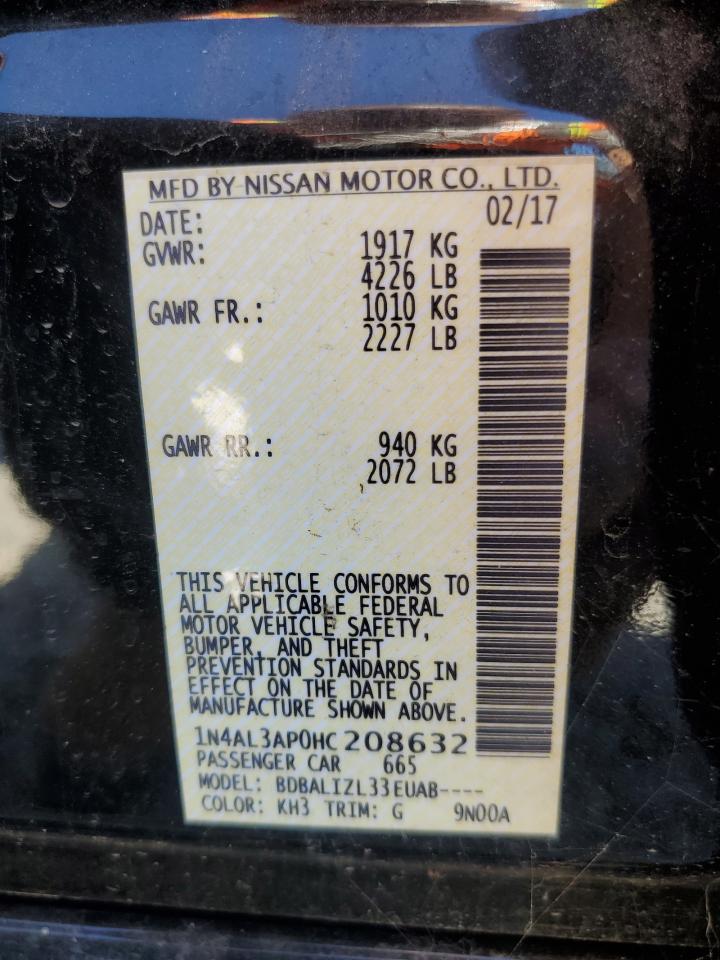 MFD BY NISSAN MOTOR CO., LTD.
DATE: 02/17
GVWR: 1917 KG
4226 LB
GAWR FR.: 1010 KG
2227 LB
GAWR RR.: 940 KG
2072 LB
THIS VEHICLE CONFORMS TO
ALL APPLICABLE FEDERAL
MOTOR VEHICLE SAFETY,
BUMPER, AND THEFT
PREVENTION STANDARDS IN
EFFECT ON THE DATE OF
MANUFACTURE SHOWN ABOVE.
1N4AL3AP0HC208632
PASSENGER CAR 665
MODEL: BDBALIZL33EUAB----
COLOR: KH3 TRIM: G 9N00A